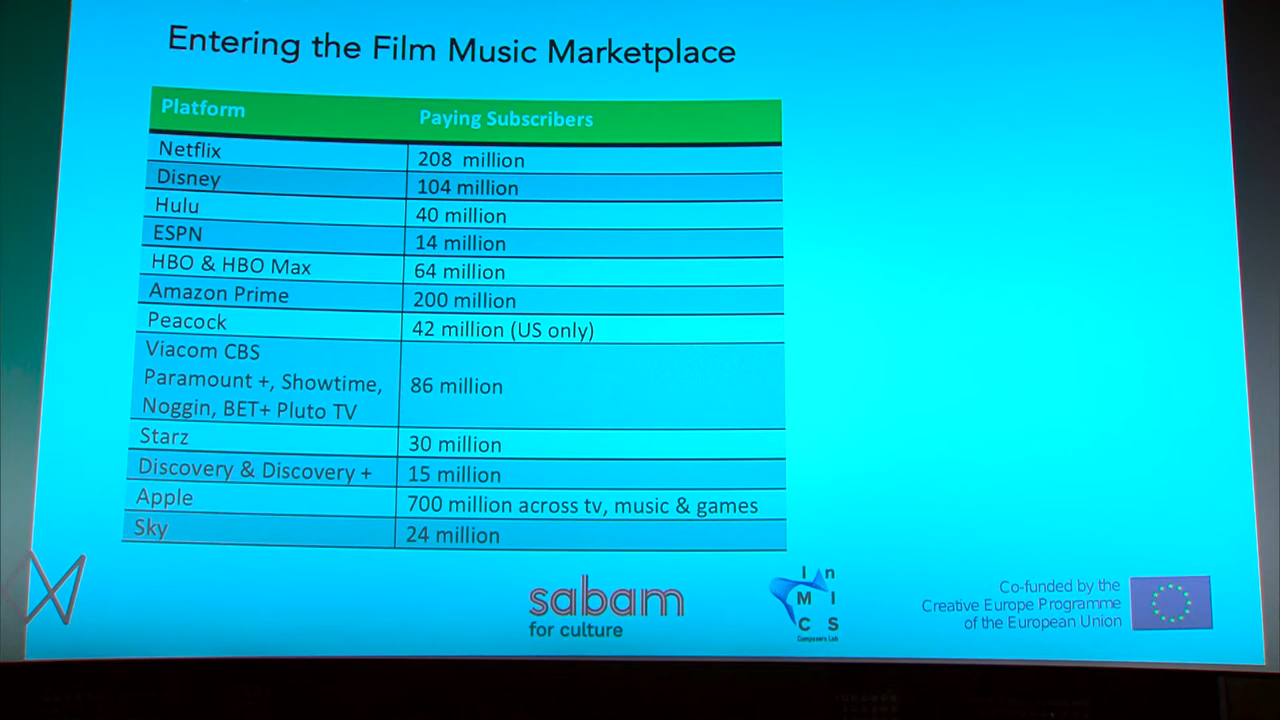 Entering the Film Music Marketplace
Platform Paying Subscribers
Netflix 208 million
Disney 104 million
Hulu 40 million
ESPN 14 million
HBO & HBO Max 64 million
Amazon Prime 200 million
Peacock 42 million (US only)
Viacom CBS
Paramount +, Showtime,
Noggin, BET+ Pluto TV
86 million
Starz 30 million
Discovery & Discovery + 15 million
Apple 700 million across tv, music & games
Sky 24 million
sabam
for culture
I n
M I
C S
Composers Lab
Co-funded by the
Creative Europe Programme
of the European Union